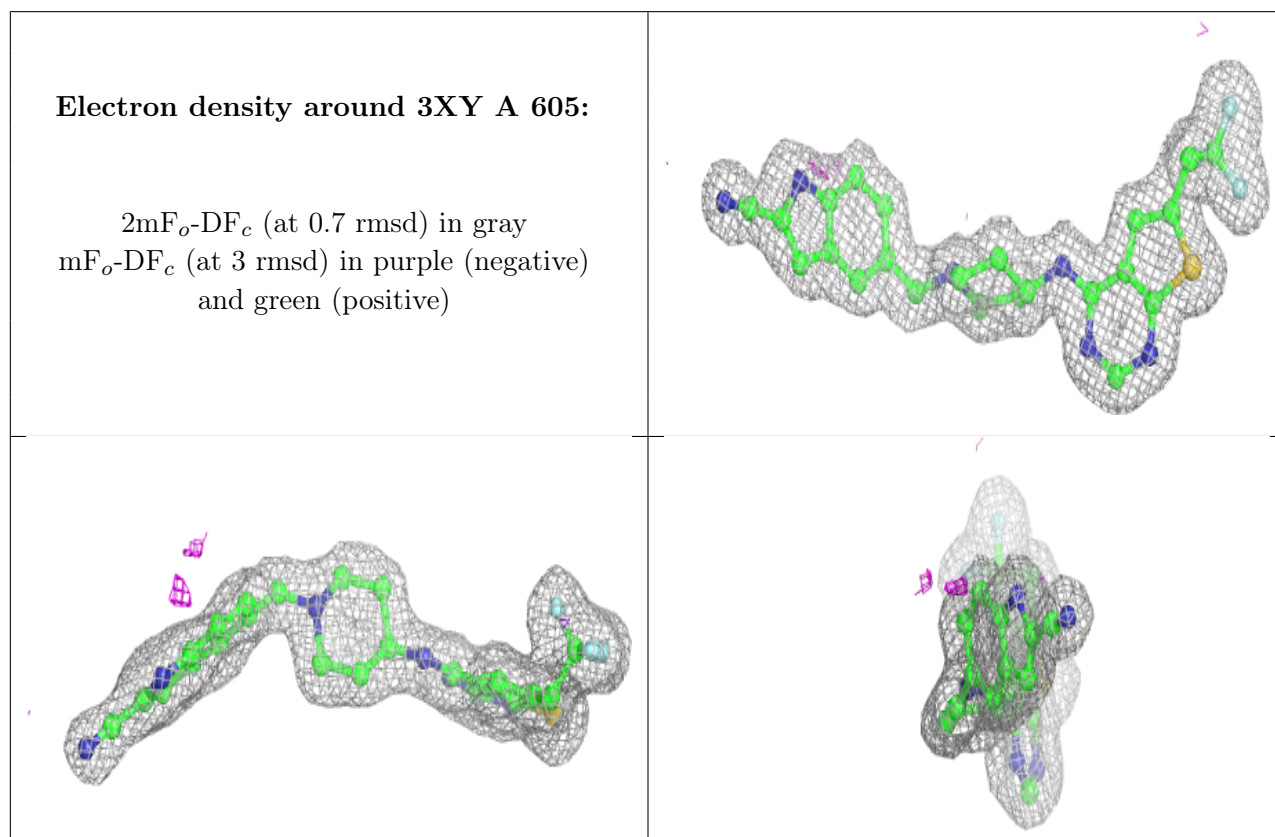 Electron density around 3XY A 605:
2mFo-DFc (at 0.7 rmsd) in gray
mFo-DFc (at 3 rmsd) in purple (negative)
and green (positive)